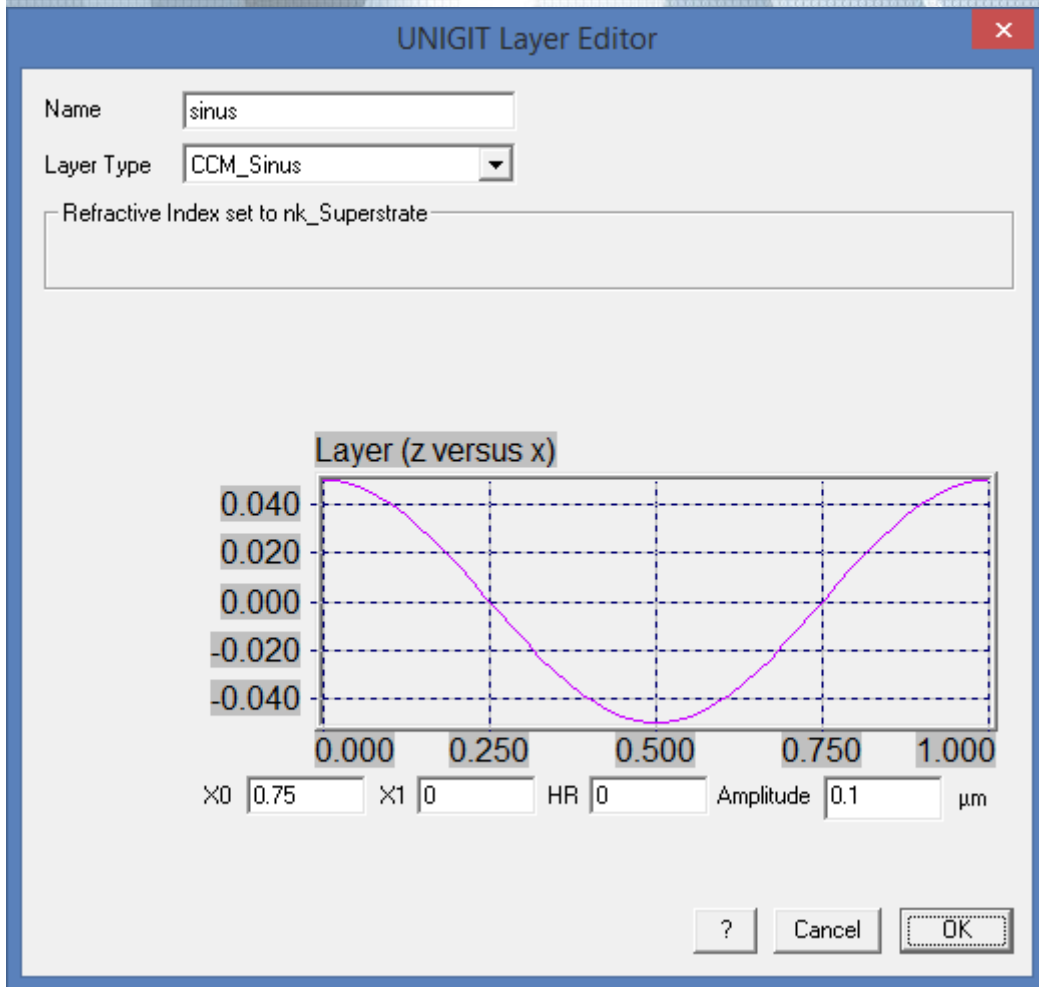 UNIGIT Layer Editor
Name sinus
Layer Type CCM_Sinus
Refractive Index set to nk_Superstrate
Layer (z versus x)
0.040
0.020
0.000
-0.020
-0.040
0.000 0.250 0.500 0.750 1.000
X0 0.75 X1 0 HR 0 Amplitude 0.1 µm
? Cancel OK